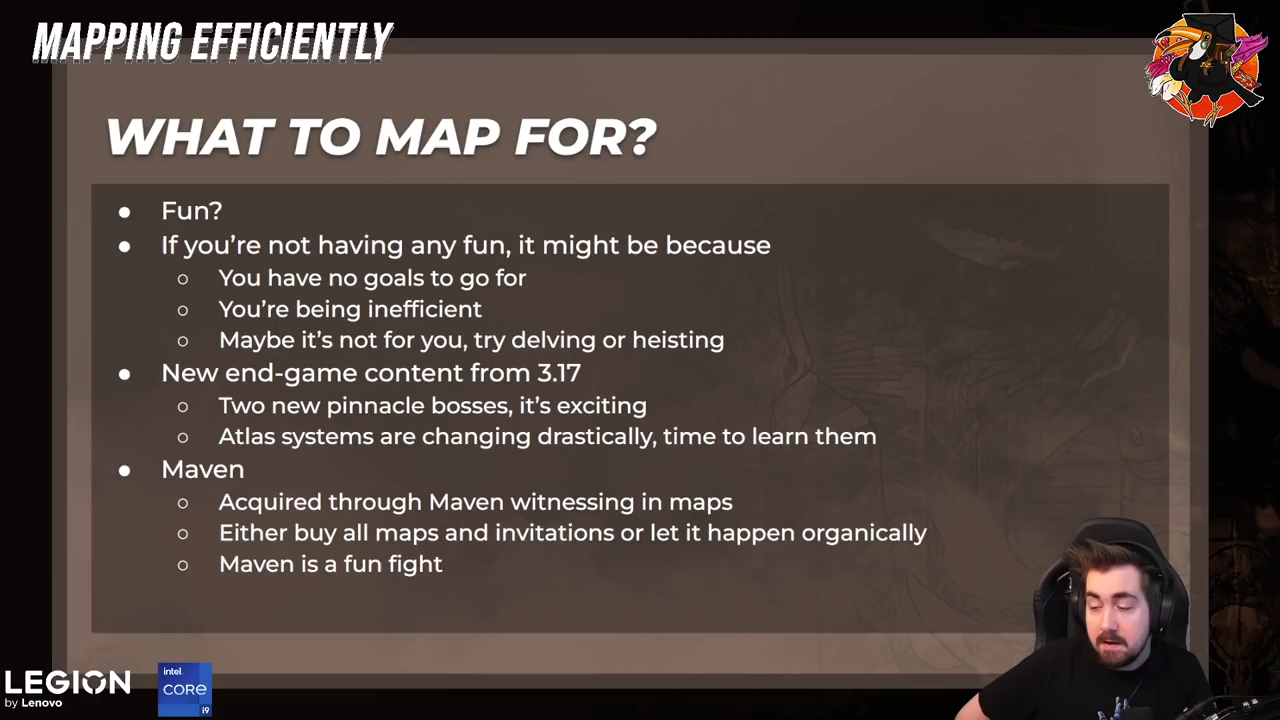 MAPPING EFFICIENTLY
WHAT TO MAP FOR?
● Fun?
● If you're not having any fun, it might be because
○ You have no goals to go for
○ You're being inefficient
○ Maybe it's not for you, try delving or heisting
● New end-game content from 3.17
○ Two new pinnacle bosses, it's exciting
○ Atlas systems are changing drastically, time to learn them
● Maven
○ Acquired through Maven witnessing in maps
○ Either buy all maps and invitations or let it happen organically
○ Maven is a fun fight
LEGION
by Lenovo
intel.
CORE
i9